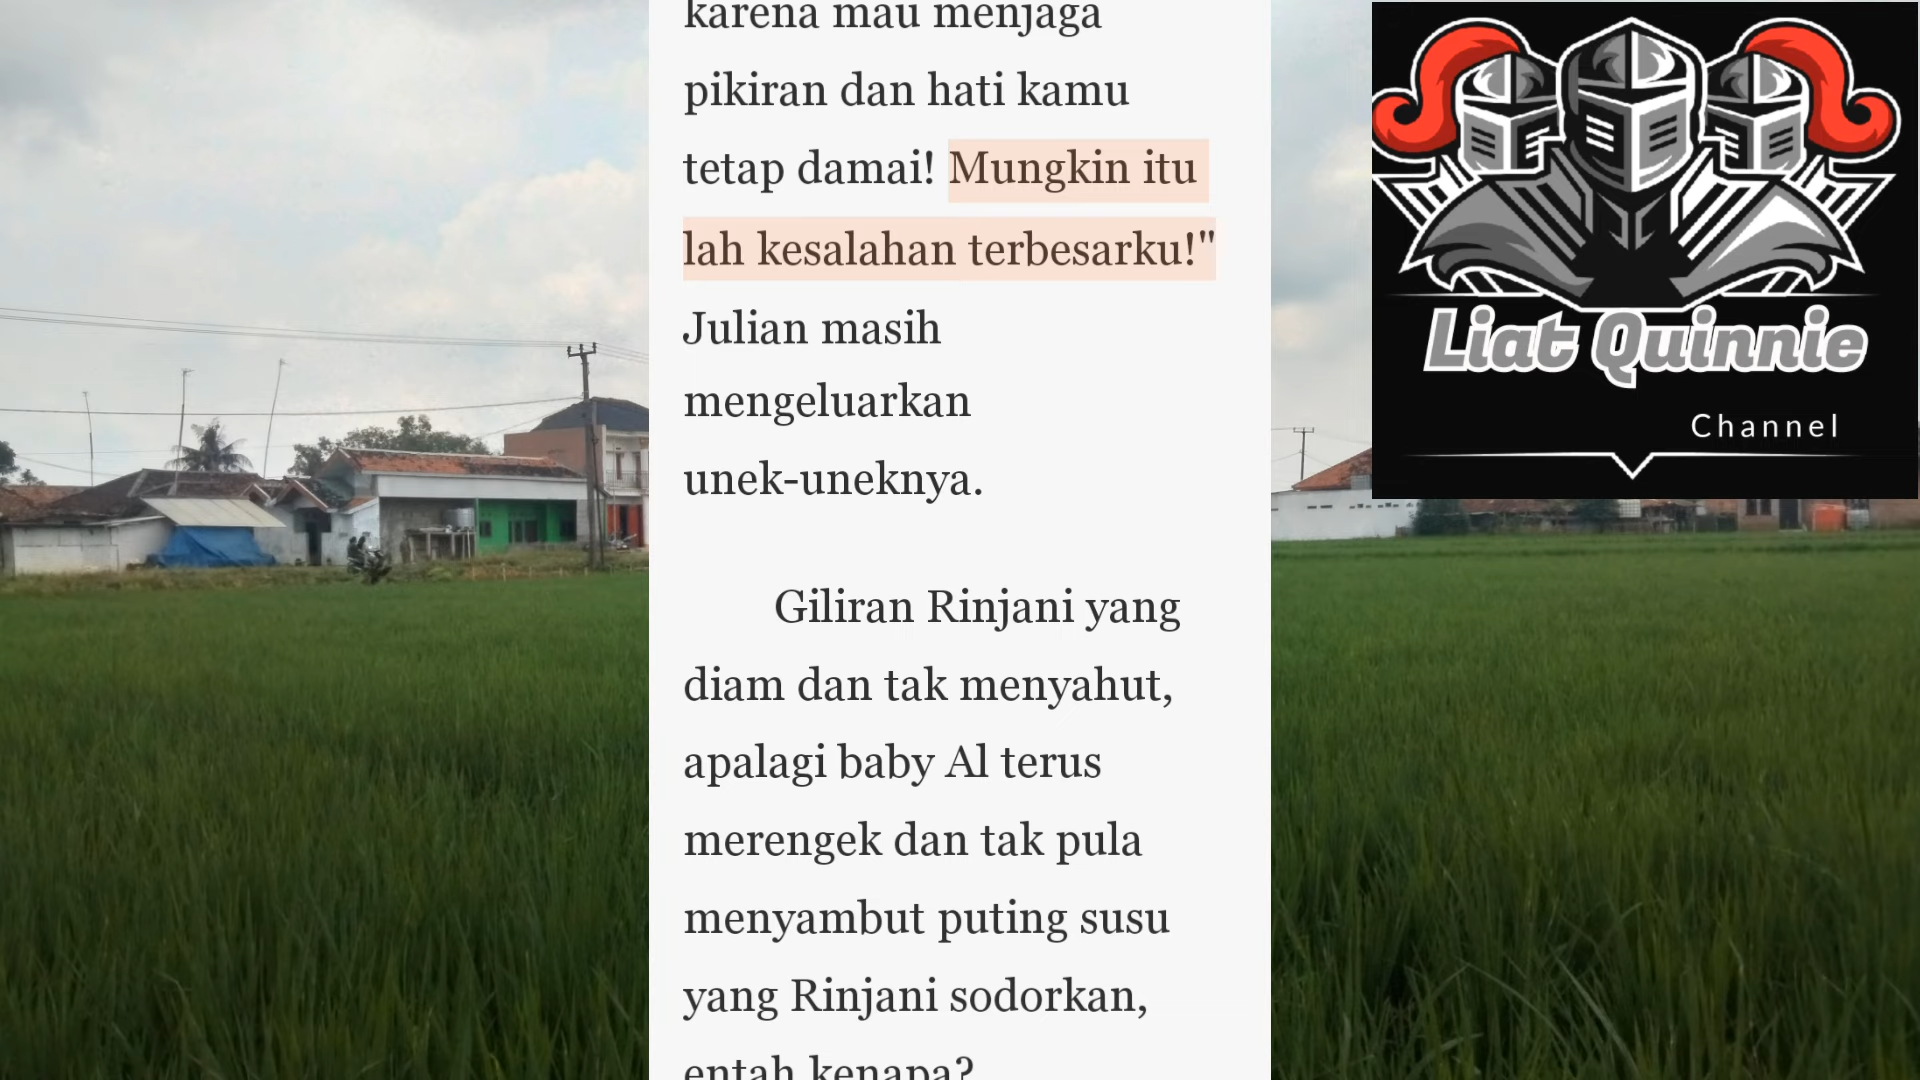 karena mau menjaga
pikiran dan hati kamu
tetap damai! Mungkin itu
lah kesalahan terbesarku!"
Julian masih
mengeluarkan
unek-uneknya.
Giliran Rinjani yang
diam dan tak menyahut,
apalagi baby Al terus
merengek dan tak pula
menyambut puting susu
yang Rinjani sodorkan,
entah kenapa?
Liat Quinnie
Channel